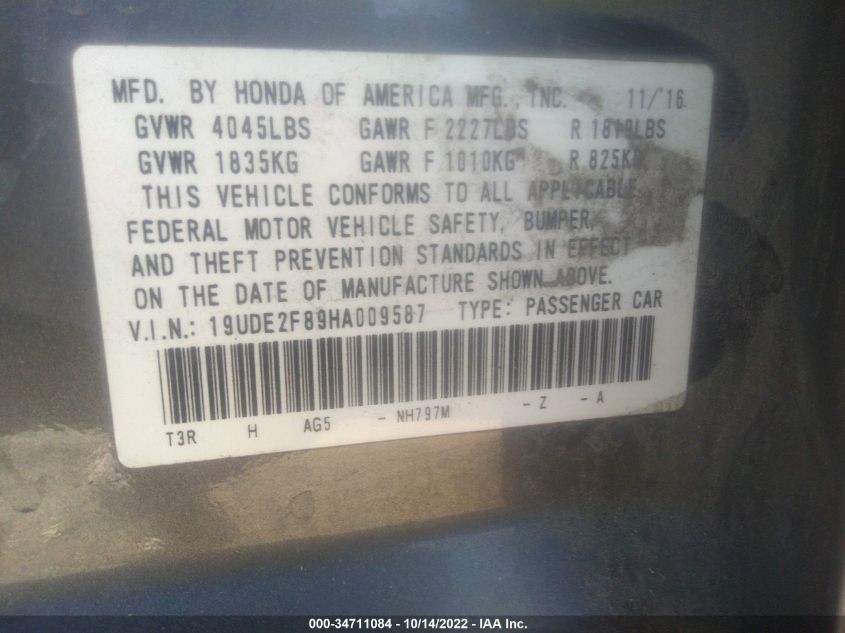 MFD. BY HONDA OF AMERICA MFG., INC. 11/'16
GVWR 4045LBS GAWR F 2227LBS R 1819LBS
GVWR 1835KG GAWR F 1010KG R 825KG
THIS VEHICLE CONFORMS TO ALL APPLICABLE
FEDERAL MOTOR VEHICLE SAFETY, BUMPER,
AND THEFT PREVENTION STANDARDS IN EFFECT
ON THE DATE OF MANUFACTURE SHOWN ABOVE.
V.I.N.: 19UDE2F89HA009587 TYPE: PASSENGER CAR
T3R H AG5 - NH797M - Z - A
000-34711084 - 10/14/2022 - IAA Inc.